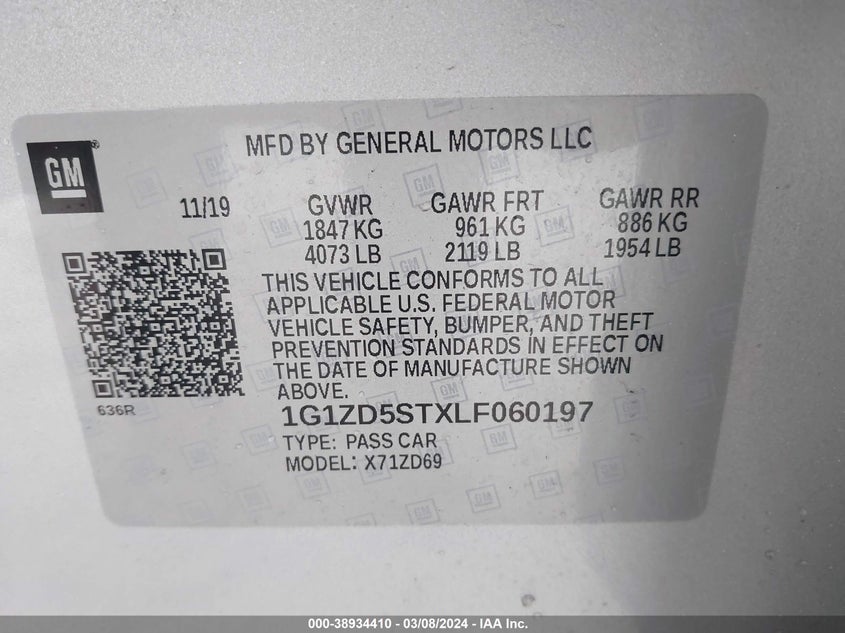 MFD BY GENERAL MOTORS LLC
GM®
11/19 GVWR GAWR FRT GAWR RR
1847 KG 961 KG 886 KG
4073 LB 2119 LB 1954 LB
THIS VEHICLE CONFORMS TO ALL
APPLICABLE U.S. FEDERAL MOTOR
VEHICLE SAFETY, BUMPER, AND THEFT
PREVENTION STANDARDS IN EFFECT ON
THE DATE OF MANUFACTURE SHOWN
ABOVE.
636R
1G1ZD5STXLF060197
TYPE: PASS CAR
MODEL: X71ZD69
000-38934410 - 03/08/2024 - IAA Inc.